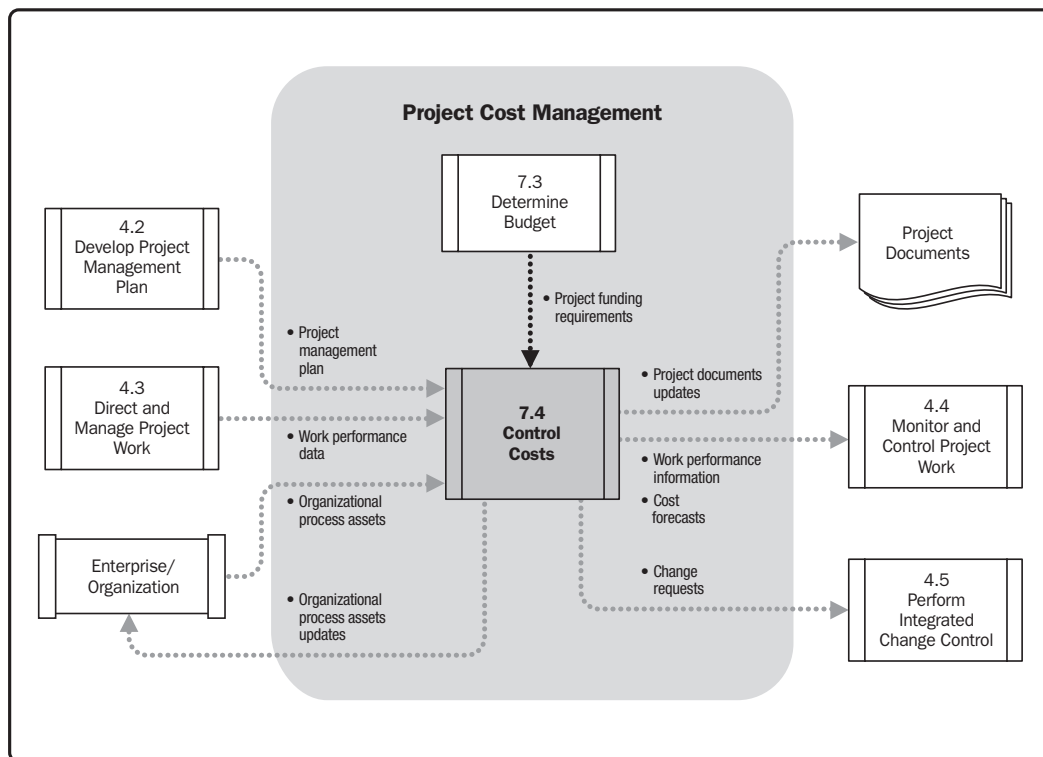 Project Cost Management
7.3
Determine
Budget
4.2
Develop Project
Management
Plan
Project
Documents
• Project funding
requirements
• Project
management
plan
4.3
Direct and
Manage Project
Work
7.4
Control
Costs
• Project documents
updates
4.4
Monitor and
Control Project
Work
• Work performance
data
• Work performance
information
• Cost
forecasts
• Organizational
process assets
Enterprise/
Organization
• Change
requests
4.5
Perform
Integrated
Change Control
• Organizational
process assets
updates